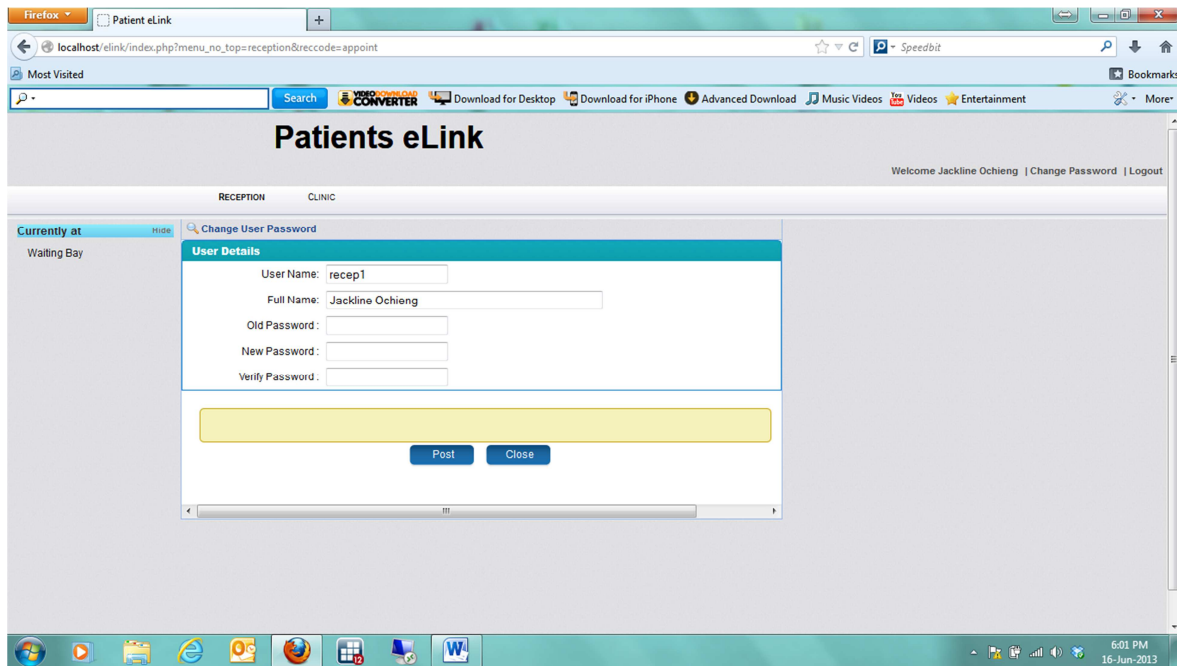 Firefox
Patient eLink
localhost/elink/index.php?menu_no_top=reception&reccode=appoint
Speedbit
Most Visited
Bookmarks
Search
VIDEO DOWNLOAD CONVERTER
Download for Desktop
Download for iPhone
Advanced Download
Music Videos
You Tube Videos
Entertainment
More
Patients eLink
Welcome Jackline Ochieng | Change Password | Logout
RECEPTION CLINIC
Currently at Hide
Waiting Bay
Change User Password
User Details
User Name: recep1
Full Name: Jackline Ochieng
Old Password :
New Password :
Verify Password :
Post Close
12
6:01 PM
16-Jun-2013